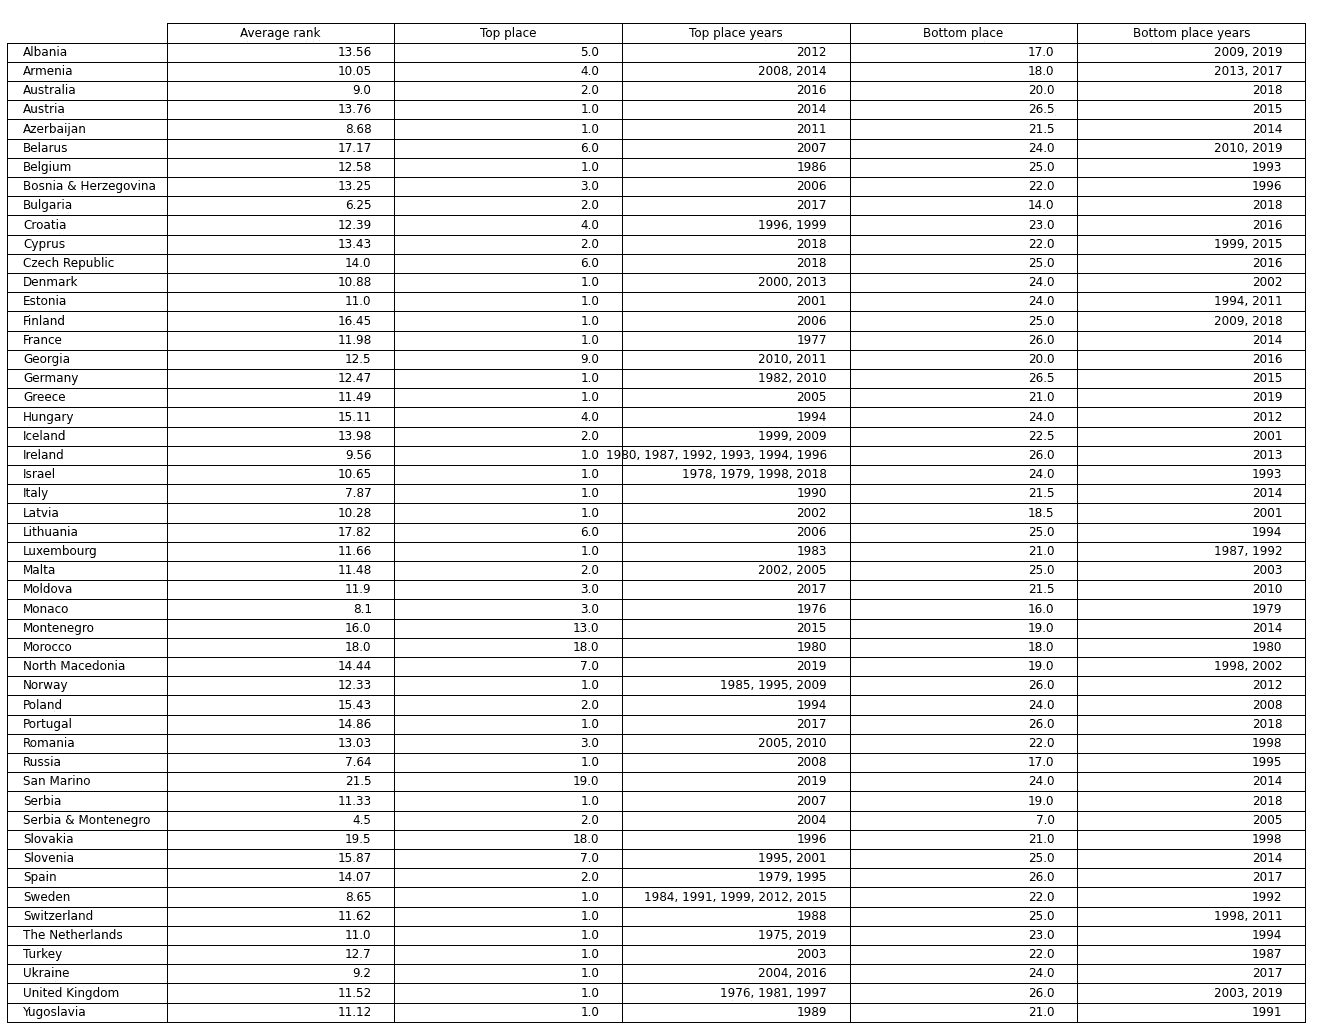 Average rank Top place Top place years Bottom place Bottom place years
Albania 13.56 5.0 2012 17.0 2009, 2019
Armenia 10.05 4.0 2008, 2014 18.0 2013, 2017
Australia 9.0 2.0 2016 20.0 2018
Austria 13.76 1.0 2014 26.5 2015
Azerbaijan 8.68 1.0 2011 21.5 2014
Belarus 17.17 6.0 2007 24.0 2010, 2019
Belgium 12.58 1.0 1986 25.0 1993
Bosnia & Herzegovina 13.25 3.0 2006 22.0 1996
Bulgaria 6.25 2.0 2017 14.0 2018
Croatia 12.39 4.0 1996, 1999 23.0 2016
Cyprus 13.43 2.0 2018 22.0 1999, 2015
Czech Republic 14.0 6.0 2018 25.0 2016
Denmark 10.88 1.0 2000, 2013 24.0 2002
Estonia 11.0 1.0 2001 24.0 1994, 2011
Finland 16.45 1.0 2006 25.0 2009, 2018
France 11.98 1.0 1977 26.0 2014
Georgia 12.5 9.0 2010, 2011 20.0 2016
Germany 12.47 1.0 1982, 2010 26.5 2015
Greece 11.49 1.0 2005 21.0 2019
Hungary 15.11 4.0 1994 24.0 2012
Iceland 13.98 2.0 1999, 2009 22.5 2001
Ireland 9.56 1.0 1980, 1987, 1992, 1993, 1994, 1996 26.0 2013
Israel 10.65 1.0 1978, 1979, 1998, 2018 24.0 1993
Italy 7.87 1.0 1990 21.5 2014
Latvia 10.28 1.0 2002 18.5 2001
Lithuania 17.82 6.0 2006 25.0 1994
Luxembourg 11.66 1.0 1983 21.0 1987, 1992
Malta 11.48 2.0 2002, 2005 25.0 2003
Moldova 11.9 3.0 2017 21.5 2010
Monaco 8.1 3.0 1976 16.0 1979
Montenegro 16.0 13.0 2015 19.0 2014
Morocco 18.0 18.0 1980 18.0 1980
North Macedonia 14.44 7.0 2019 19.0 1998, 2002
Norway 12.33 1.0 1985, 1995, 2009 26.0 2012
Poland 15.43 2.0 1994 24.0 2008
Portugal 14.86 1.0 2017 26.0 2018
Romania 13.03 3.0 2005, 2010 22.0 1998
Russia 7.64 1.0 2008 17.0 1995
San Marino 21.5 19.0 2019 24.0 2014
Serbia 11.33 1.0 2007 19.0 2018
Serbia & Montenegro 4.5 2.0 2004 7.0 2005
Slovakia 19.5 18.0 1996 21.0 1998
Slovenia 15.87 7.0 1995, 2001 25.0 2014
Spain 14.07 2.0 1979, 1995 26.0 2017
Sweden 8.65 1.0 1984, 1991, 1999, 2012, 2015 22.0 1992
Switzerland 11.62 1.0 1988 25.0 1998, 2011
The Netherlands 11.0 1.0 1975, 2019 23.0 1994
Turkey 12.7 1.0 2003 22.0 1987
Ukraine 9.2 1.0 2004, 2016 24.0 2017
United Kingdom 11.52 1.0 1976, 1981, 1997 26.0 2003, 2019
Yugoslavia 11.12 1.0 1989 21.0 1991